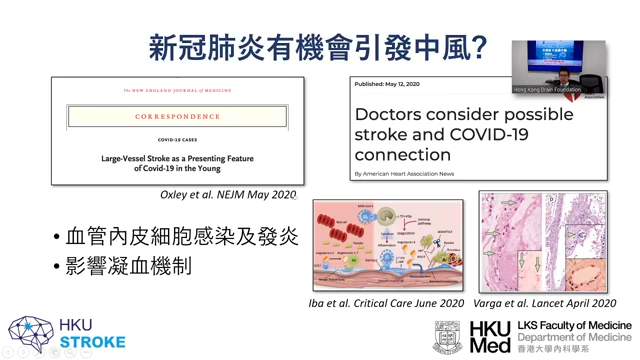 新冠肺炎有機會引發中風?
The NEW ENGLAND JOURNAL of MEDICINE
CORRESPONDENCE
COVID-19 CASES
Large-Vessel Stroke as a Presenting Feature
of Covid-19 in the Young
Oxley et al. NEJM May 2020
Published: May 12, 2020
Doctors consider possible
stroke and COVID-19
connection
By American Heart Association News
Hong Kong Brain Foundation
Association
• 血管內皮細胞感染及發炎
• 影響凝血機制
Iba et al. Critical Care June 2020
Varga et al. Lancet April 2020
HKU
STROKE
HKU
Med
LKS Faculty of Medicine
Department of Medicine
香港大學內科學系